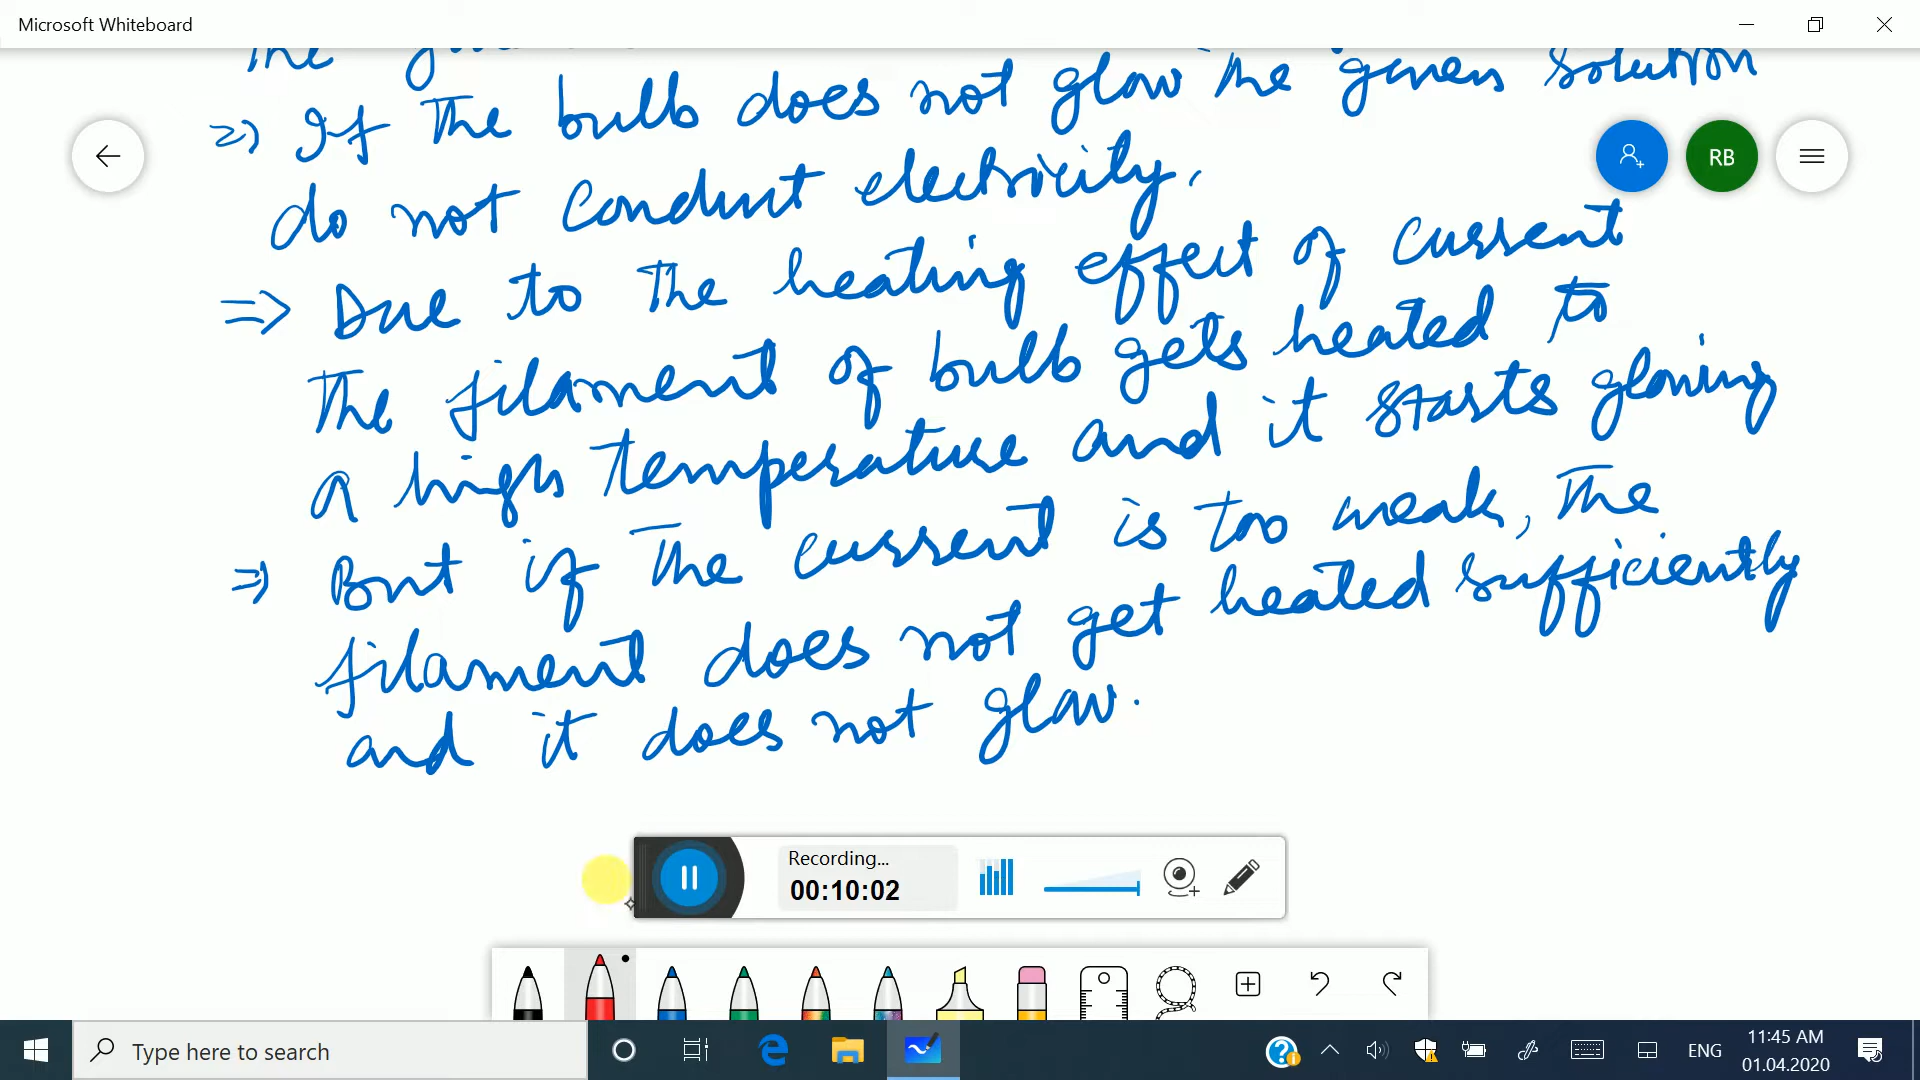 Microsoft Whiteboard
The
=> If the bulb does not glow the given solution
do not conduct electricity.
RB
=> Due to the heating effect of current
the filament of bulb gets heated to
a high temperature and it starts glowing
=> But if the current is too weak, the
filament does not get heated sufficiently
and it does not glow.
Recording...
00:10:02
Type here to search
ENG
11:45 AM
01.04.2020